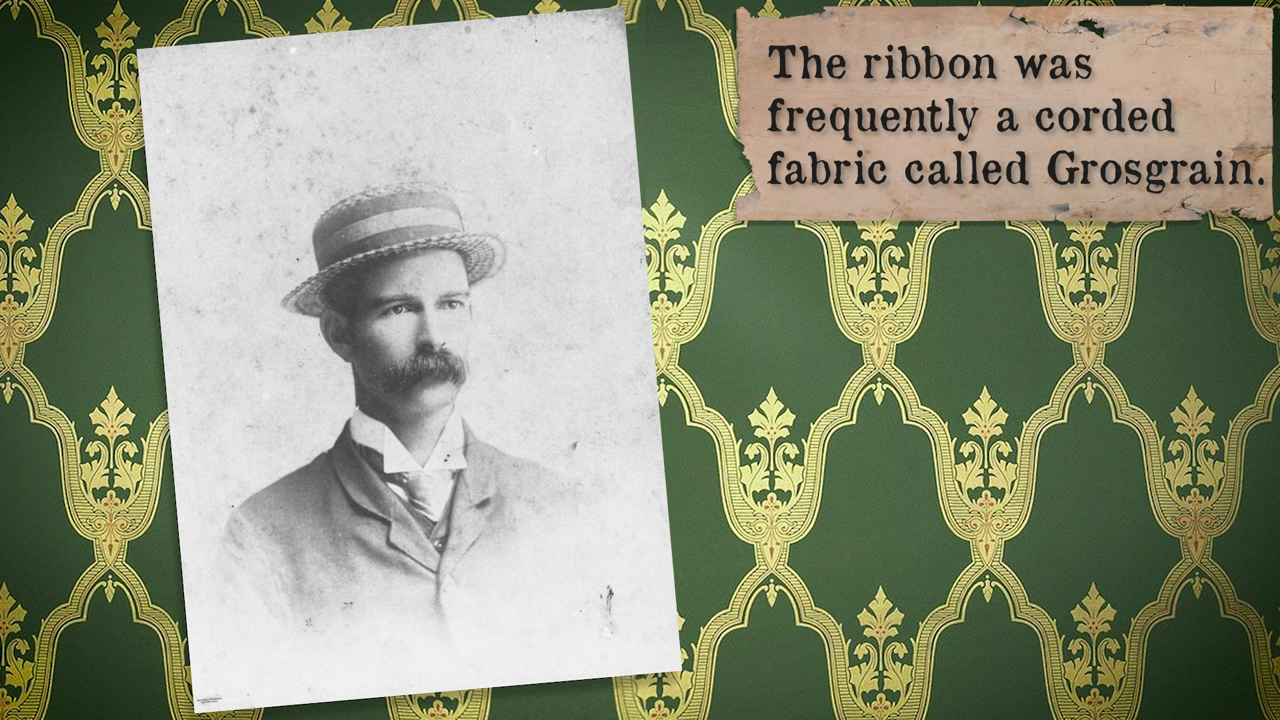 The ribbon was
frequently a corded
fabric called Grosgrain.